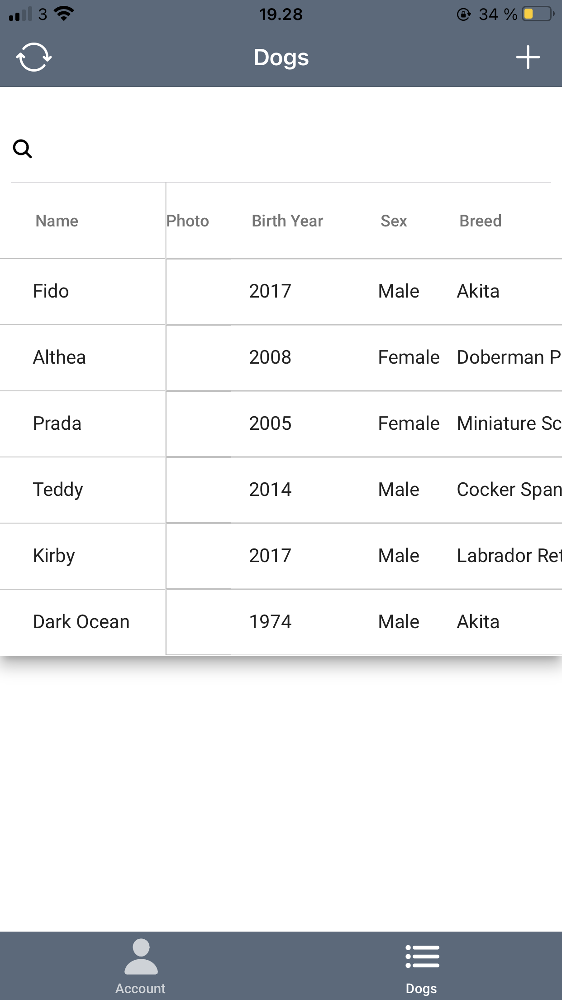 3 19.28 34 %
Dogs
Name Photo Birth Year Sex Breed
Fido 2017 Male Akita
Althea 2008 Female Doberman P
Prada 2005 Female Miniature Sc
Teddy 2014 Male Cocker Span
Kirby 2017 Male Labrador Ret
Dark Ocean 1974 Male Akita
Account Dogs